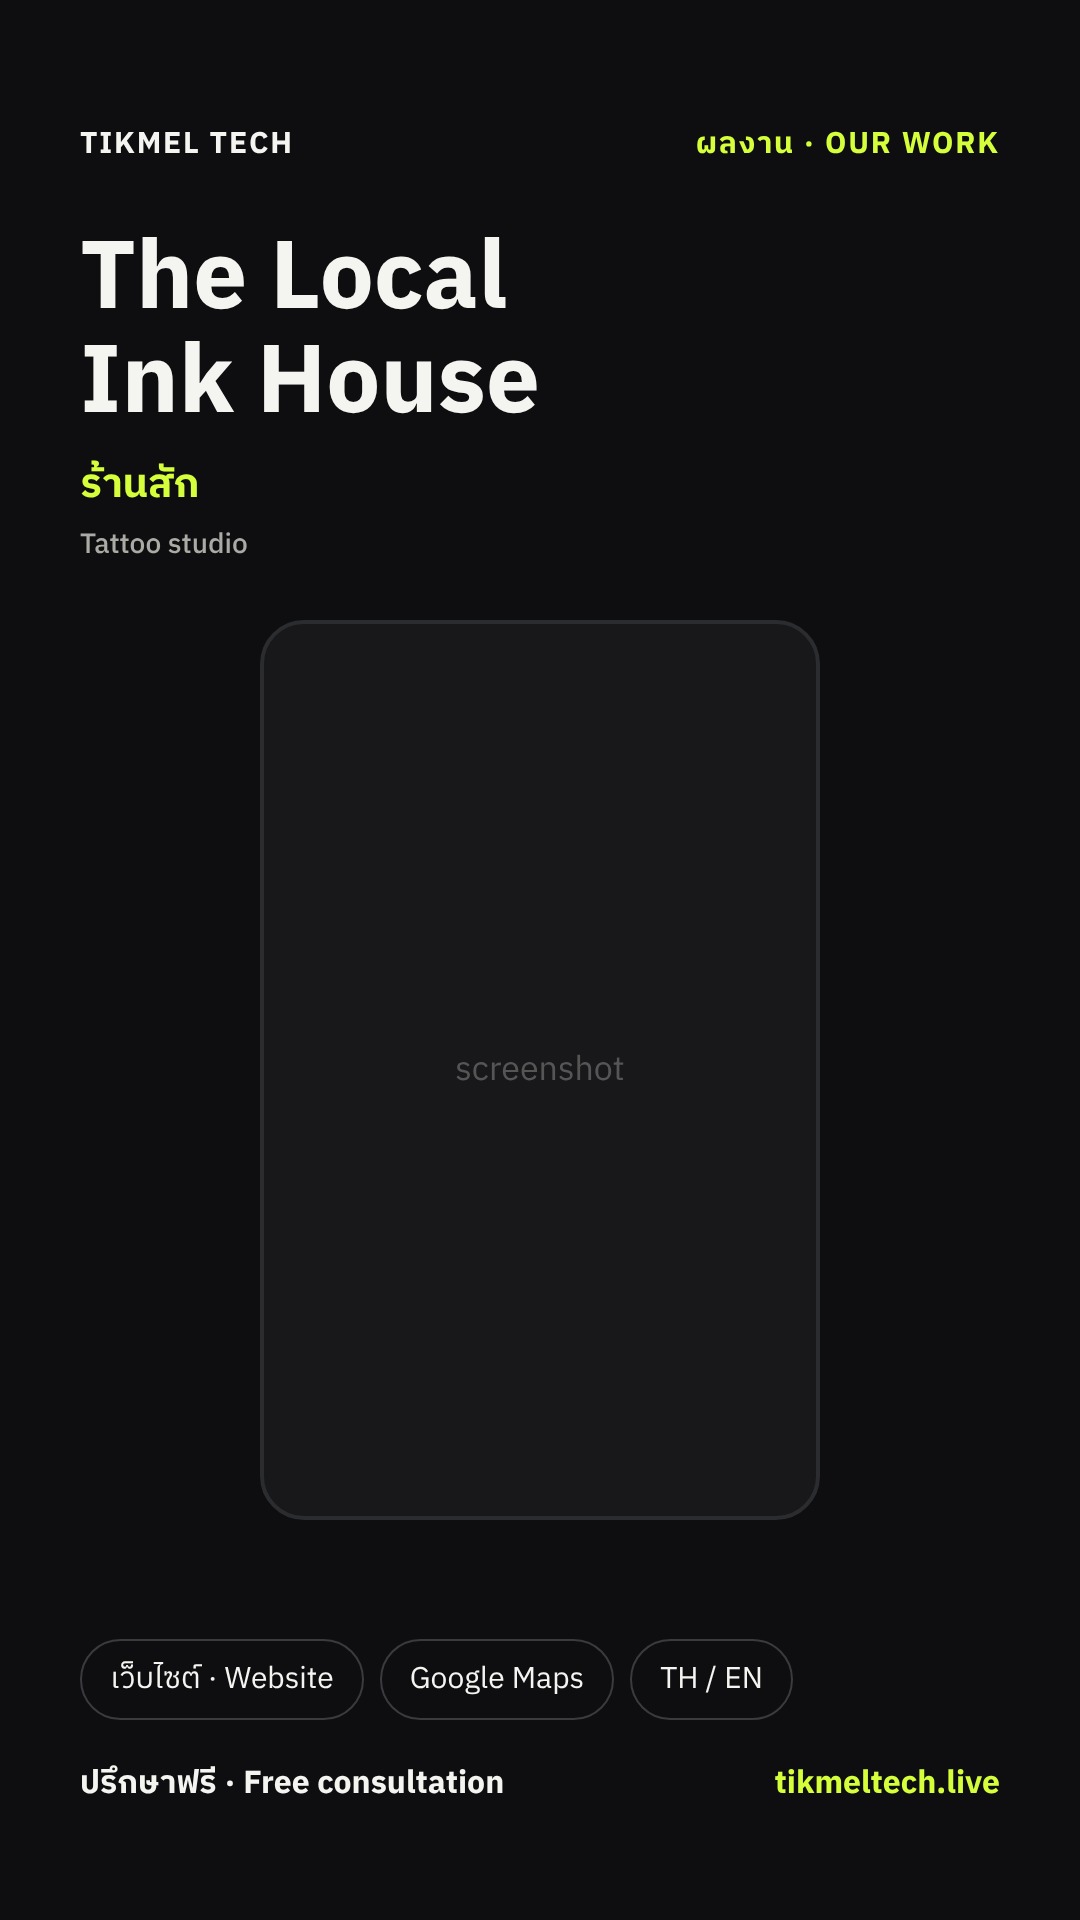 TIKMEL TECH
ผลงาน · OUR WORK
The Local
Ink House
ร้านสัก
Tattoo studio
screenshot
เว็บไซต์ · Website
Google Maps
TH / EN
ปรึกษาฟรี · Free consultation
tikmeltech.live